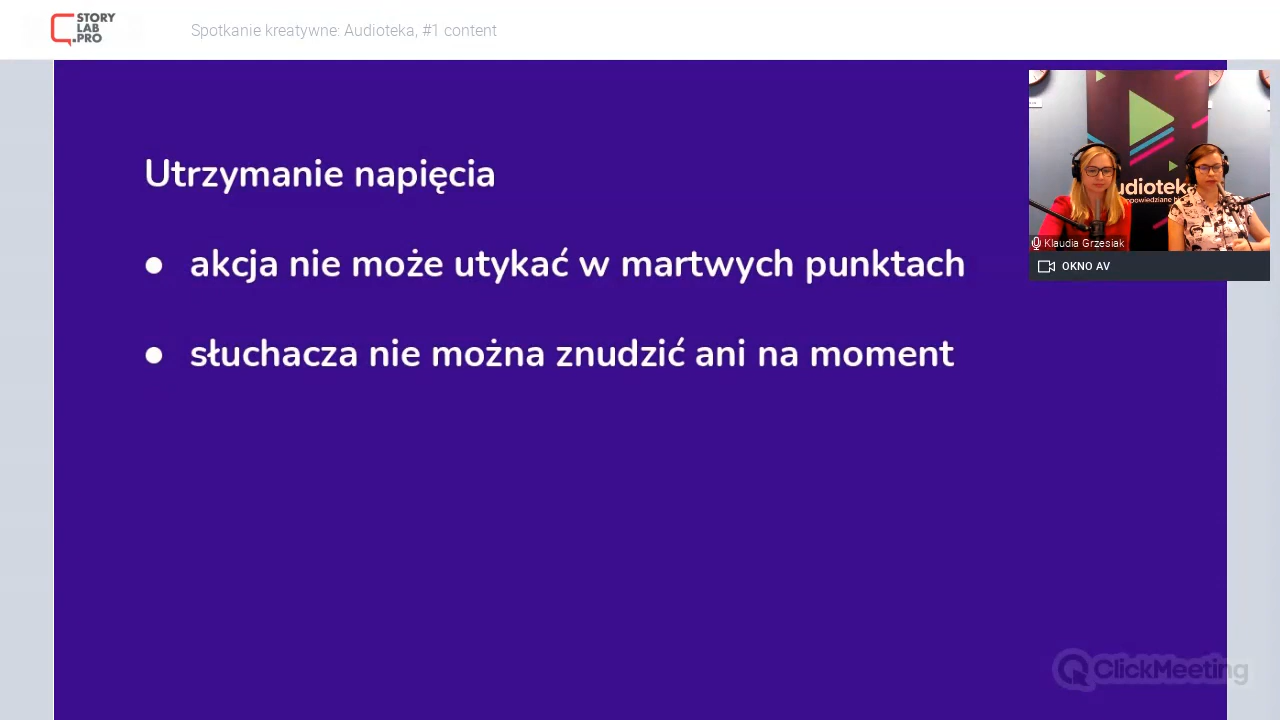 STORY
LAB
.PRO
Spotkanie kreatywne: Audioteka, #1 content
Utrzymanie napięcia
• akcja nie może utykać w martwych punktach
• słuchacza nie można znudzić ani na moment
udiotek
Klaudia Grzesiak
OKNO AV
ClickMeeting